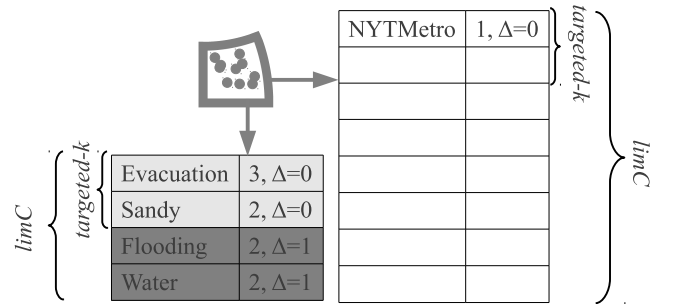 NYTMetro 1, Δ=0
targeted-k
limC
Evacuation 3, Δ=0
Sandy 2, Δ=0
Flooding 2, Δ=1
Water 2, Δ=1
targeted-k
limC